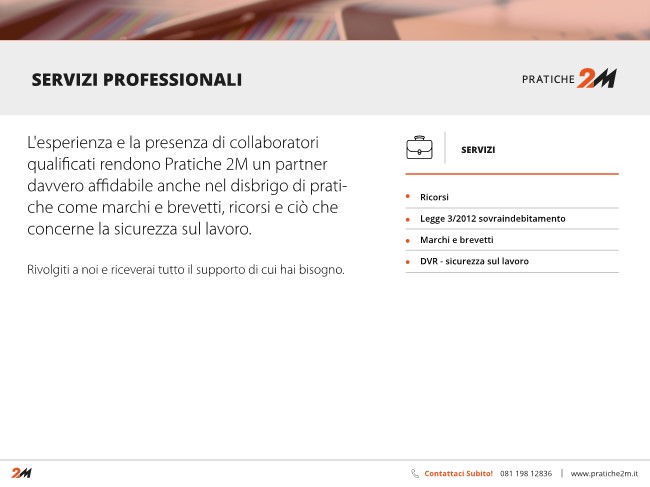 SERVIZI PROFESSIONALI
PRATICHE 2M
L'esperienza e la presenza di collaboratori
qualificati rendono Pratiche 2M un partner
davvero affidabile anche nel disbrigo di prati-
che come marchi e brevetti, ricorsi e ciò che
concerne la sicurezza sul lavoro.
Rivolgiti a noi e riceverai tutto il supporto di cui hai bisogno.
SERVIZI
Ricorsi
Legge 3/2012 sovraindebitamento
Marchi e brevetti
DVR - sicurezza sul lavoro
2M
Contattaci Subito! 081 198 12836 | www.pratiche2m.it